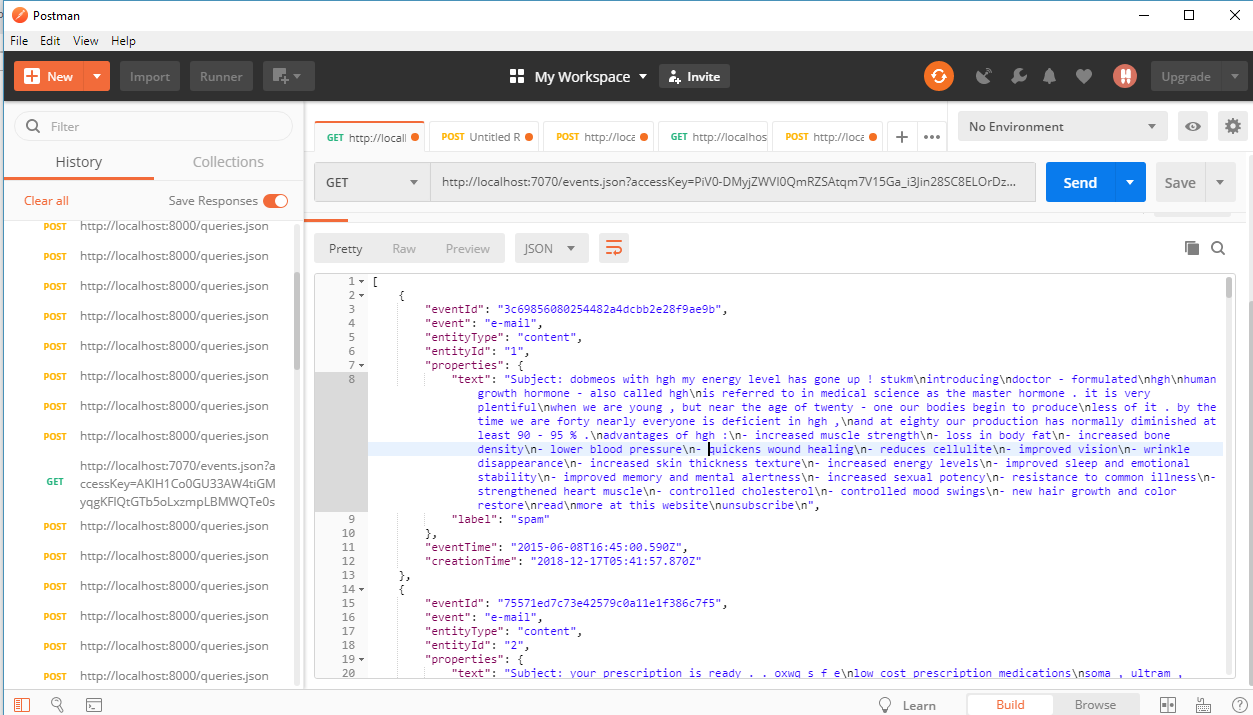 Postman
File Edit View Help
New Import Runner My Workspace Invite Upgrade
Filter
History Collections
Clear all Save Responses
POST http://localhost:8000/queries.json
POST http://localhost:8000/queries.json
POST http://localhost:8000/queries.json
POST http://localhost:8000/queries.json
POST http://localhost:8000/queries.json
POST http://localhost:8000/queries.json
POST http://localhost:8000/queries.json
POST http://localhost:8000/queries.json
GET http://localhost:7070/events.json?a
ccessKey=AKlH1Co0GU33AW4tiGM
yqgKFlQtGTb5oLxzmpLBMWQTe0s
POST http://localhost:8000/queries.json
POST http://localhost:8000/queries.json
POST http://localhost:8000/queries.json
POST http://localhost:8000/queries.json
POST http://localhost:8000/queries.json
POST http://localhost:8000/queries.json
GET http://locall POST Untitled R POST http://loca GET http://localhos POST http://loca + ••• No Environment
GET http://localhost:7070/events.json?accessKey=PiV0-DMyjZWVl0QmRZSAtqm7V15Ga_i3Jin28SC8ELOrDz... Send Save
Pretty Raw Preview JSON
1 [
2 {
3 "eventId": "3c69856080254482a4dcbb2e28f9ae9b",
4 "event": "e-mail",
5 "entityType": "content",
6 "entityId": "1",
7 "properties": {
8 "text": "Subject: dobmeos with hgh my energy level has gone up ! stukm\nintroducing\ndoctor - formulated\nhgh\nhuman
growth hormone - also called hgh\nis referred to in medical science as the master hormone . it is very
plentiful\nwhen we are young , but near the age of twenty - one our bodies begin to produce\nless of it . by the
time we are forty nearly everyone is deficient in hgh ,\nand at eighty our production has normally diminished at
least 90 - 95 % .\nadvantages of hgh :\n- increased muscle strength\n- loss in body fat\n- increased bone
density\n- lower blood pressure\n- quickens wound healing\n- reduces cellulite\n- improved vision\n- wrinkle
disappearance\n- increased skin thickness texture\n- increased energy levels\n- improved sleep and emotional
stability\n- improved memory and mental alertness\n- increased sexual potency\n- resistance to common illness\n-
strengthened heart muscle\n- controlled cholesterol\n- controlled mood swings\n- new hair growth and color
restore\nread\nmore at this website\nunsubscribe\n",
9 "label": "spam"
10 },
11 "eventTime": "2015-06-08T16:45:00.590Z",
12 "creationTime": "2018-12-17T05:41:57.870Z"
13 },
14 {
15 "eventId": "75571ed7c73e42579c0a11e1f386c7f5",
16 "event": "e-mail",
17 "entityType": "content",
18 "entityId": "2",
19 "properties": {
20 "text": "Subject: your prescription is ready . . oxwq s f e\nlow cost prescription medications\nsoma , ultram ,
Learn Build Browse